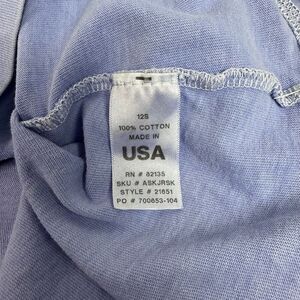 12S
100% COTTON
MADE IN
USA
RN # 82135
SKU # ASKJRSK
STYLE # 21651
PO # 700853-104